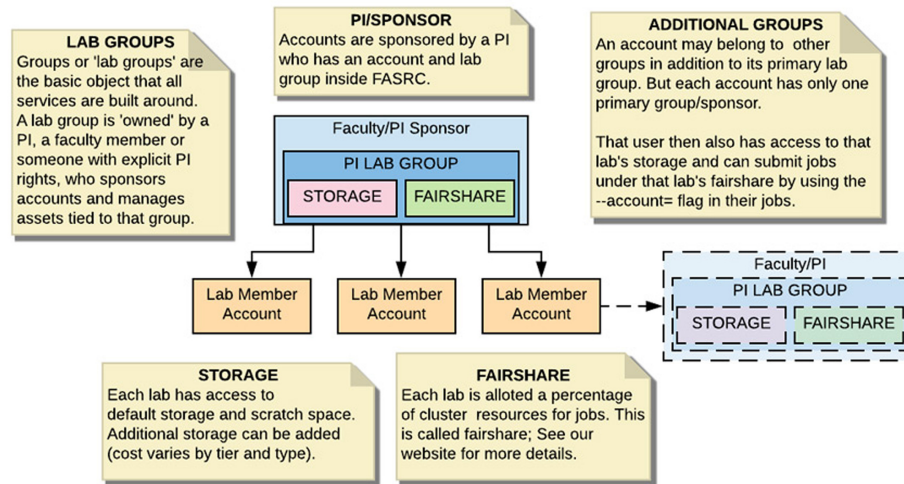 LAB GROUPS
Groups or 'lab groups' are
the basic object that all
services are built around.
A lab group is 'owned' by a
PI, a faculty member or
someone with explicit PI
rights, who sponsors
accounts and manages
assets tied to that group.
PI/SPONSOR
Accounts are sponsored by a PI
who has an account and lab
group inside FASRC.
ADDITIONAL GROUPS
An account may belong to other
groups in addition to its primary lab
group. But each account has only one
primary group/sponsor.
That user then also has access to that
lab's storage and can submit jobs
under that lab's fairshare by using the
--account= flag in their jobs.
Faculty/PI Sponsor
PI LAB GROUP
STORAGE
FAIRSHARE
Lab Member
Account
Lab Member
Account
Lab Member
Account
Faculty/PI
PI LAB GROUP
STORAGE
FAIRSHARE
STORAGE
Each lab has access to
default storage and scratch space.
Additional storage can be added
(cost varies by tier and type).
FAIRSHARE
Each lab is alloted a percentage
of cluster resources for jobs. This
is called fairshare; See our
website for more details.